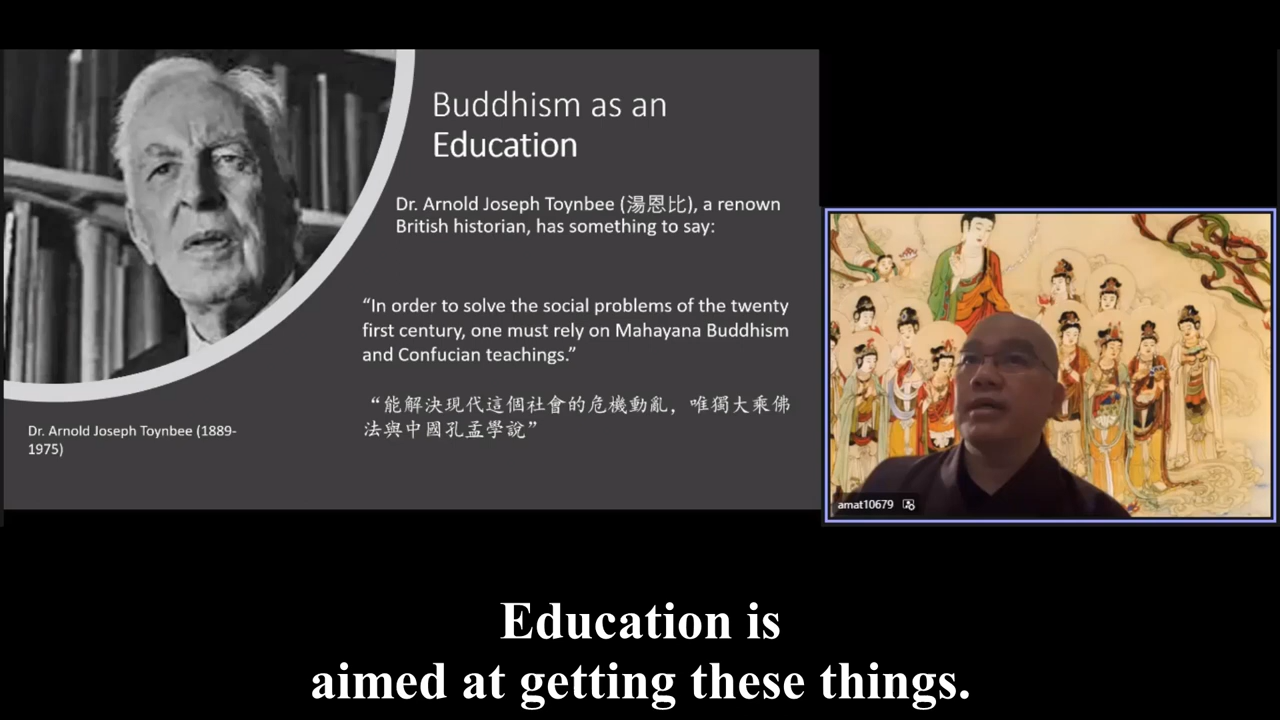 Buddhism as an
Education
Dr. Arnold Joseph Toynbee (湯恩比), a renown
British historian, has something to say:
“In order to solve the social problems of the twenty
first century, one must rely on Mahayana Buddhism
and Confucian teachings.”
“能解決現代這個社會的危機動亂，唯獨大乘佛
法與中國孔孟學說”
Dr. Arnold Joseph Toynbee (1889-
1975)
amat10679
Education is
aimed at getting these things.